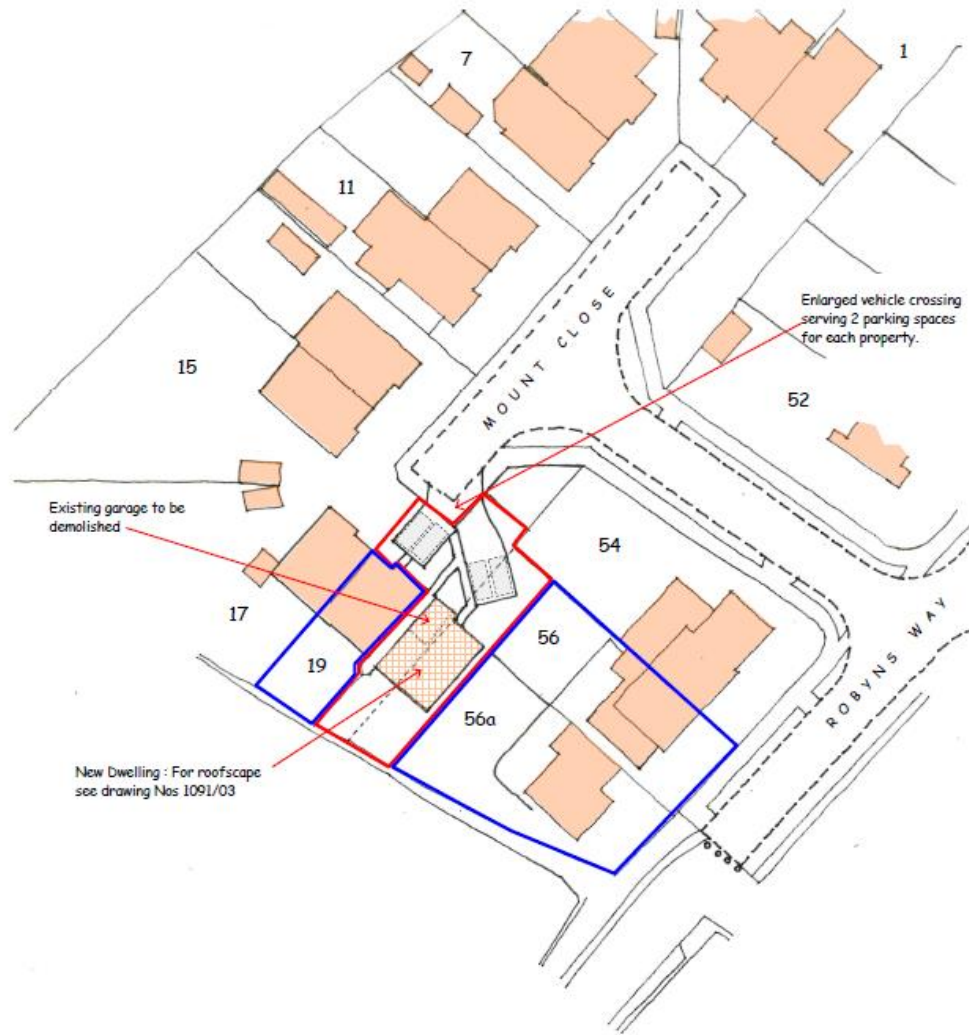 7
1
11
MOUNT CLOSE
Enlarged vehicle crossing
serving 2 parking spaces
for each property.
15
52
Existing garage to be
demolished
54
17
19
56
56a
ROBYNS WAY
New Dwelling : For roofscape
see drawing Nos 1091/03